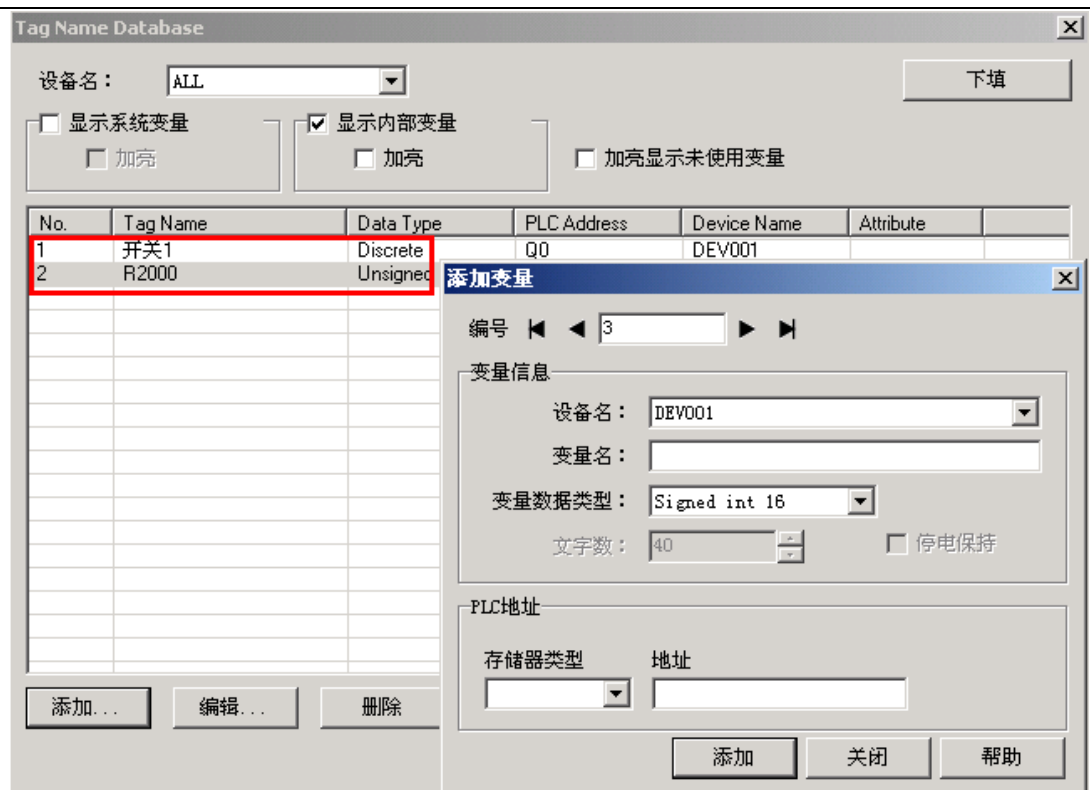 Tag Name Database
设备名： ALL 下填
显示系统变量 显示内部变量
加亮 加亮 加亮显示未使用变量
No. Tag Name Data Type PLC Address Device Name Attribute
1 开关1 Discrete Q0 DEV001
2 R2000 Unsigned
添加变量
编号 3
变量信息
设备名： DEV001
变量名：
变量数据类型： Signed int 16
文字数： 40 停电保持
PLC地址
存储器类型 地址
添加 关闭 帮助
添加... 编辑... 删除